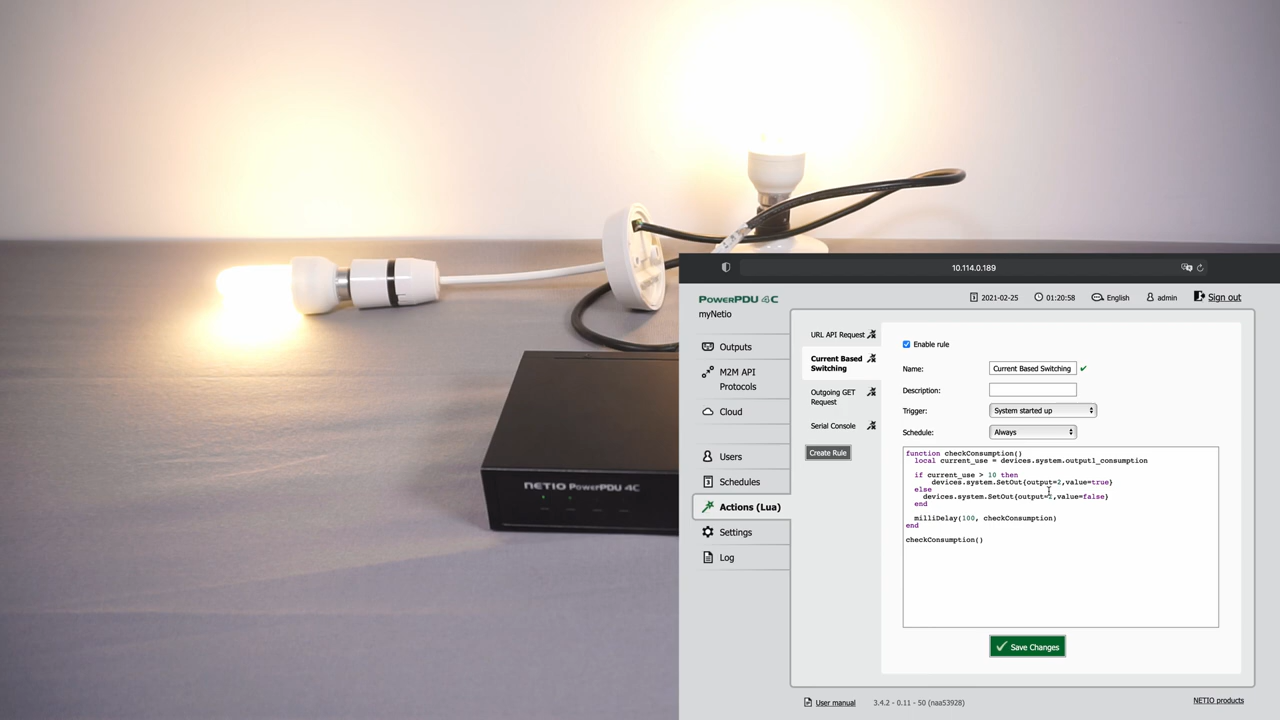 NETIO PowerPDU 4C
10.114.0.189
PowerPDU 4C
myNetio
2021-02-25
01:20:58
English
admin
Sign out
Outputs
M2M API
Protocols
Cloud
Users
Schedules
Actions (Lua)
Settings
Log
URL API Request
Current Based
Switching
Outgoing GET
Request
Serial Console
Create Rule
Enable rule
Name: Current Based Switching
Description:
Trigger: System started up
Schedule: Always
function checkConsumption()
local current_use = devices.system.output1_consumption
if current_use > 10 then
devices.system.SetOut{output=2,value=true}
else
devices.system.SetOut{output=2,value=false}
end
milliDelay(100, checkConsumption)
end
checkConsumption()
Save Changes
User manual
3.4.2 - 0.11 - 50 (naa53928)
NETIO products